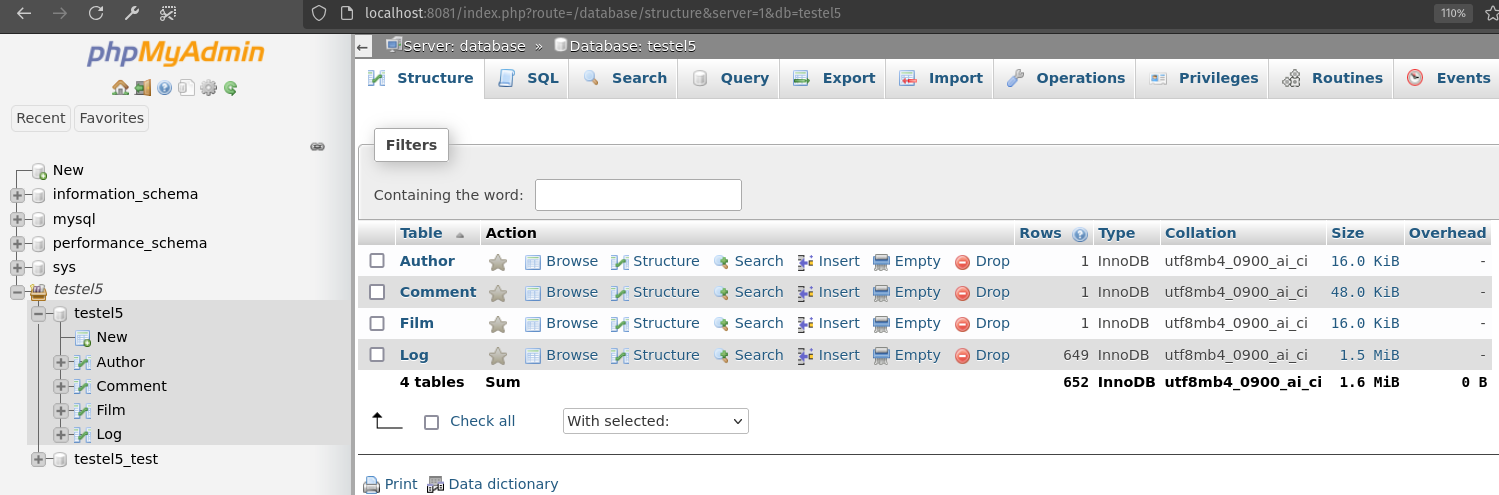 localhost:8081/index.php?route=/database/structure&server=1&db=testel5
110%
phpMyAdmin
Recent Favorites
New
information_schema
mysql
performance_schema
sys
testel5
testel5
New
Author
Comment
Film
Log
testel5_test
Server: database » Database: testel5
Structure SQL Search Query Export Import Operations Privileges Routines Events
Filters
Containing the word:
Table Action Rows Type Collation Size Overhead
Author Browse Structure Search Insert Empty Drop 1 InnoDB utf8mb4_0900_ai_ci 16.0 KiB -
Comment Browse Structure Search Insert Empty Drop 1 InnoDB utf8mb4_0900_ai_ci 48.0 KiB -
Film Browse Structure Search Insert Empty Drop 1 InnoDB utf8mb4_0900_ai_ci 16.0 KiB -
Log Browse Structure Search Insert Empty Drop 649 InnoDB utf8mb4_0900_ai_ci 1.5 MiB -
4 tables Sum 652 InnoDB utf8mb4_0900_ai_ci 1.6 MiB 0 B
Check all With selected:
Print Data dictionary